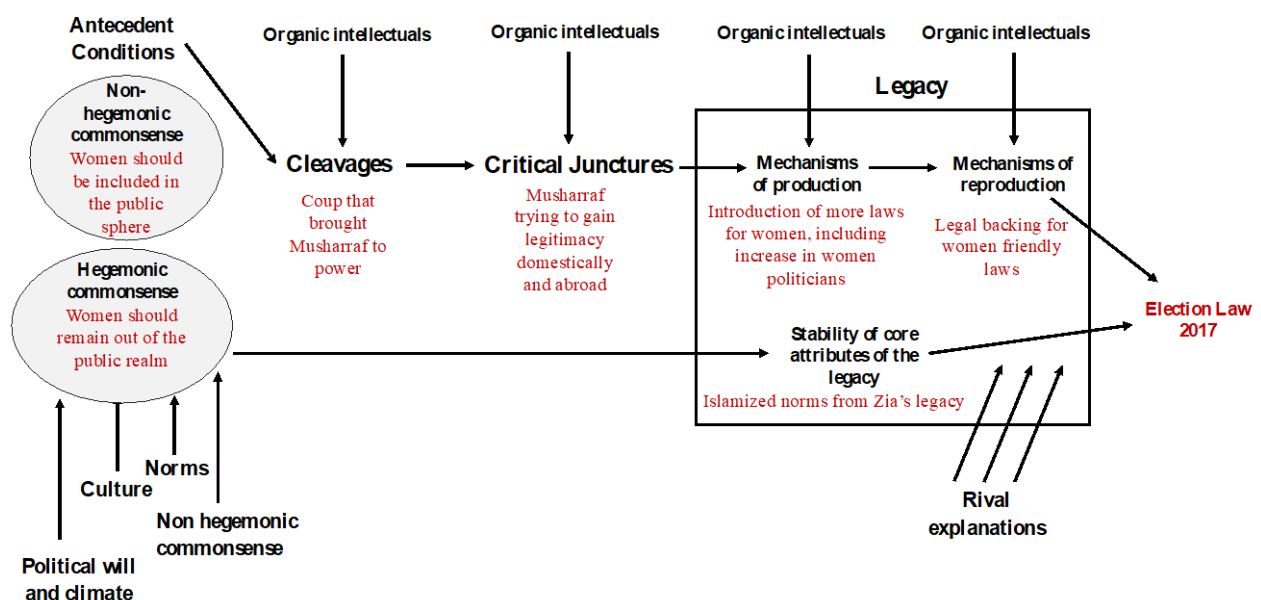 Antecedent
Conditions
Organic intellectuals
Organic intellectuals
Organic intellectuals
Organic intellectuals
Legacy
Non-
hegemonic
commonsense
Women should
be included in
the public
sphere
Cleavages
Coup that
brought
Musharraf to
power
Critical Junctures
Musharraf
trying to gain
legitimacy
domestically
and abroad
Mechanisms
of production
Introduction of more laws
for women, including
increase in women
politicians
Mechanisms of
reproduction
Legal backing for
women friendly
laws
Hegemonic
commonsense
Women should
remain out of the
public realm
Stability of core
attributes of the
legacy
Islamized norms from Zia's legacy
Election Law
2017
Norms
Culture
Non hegemonic
commonsense
Political will
and climate
Rival
explanations